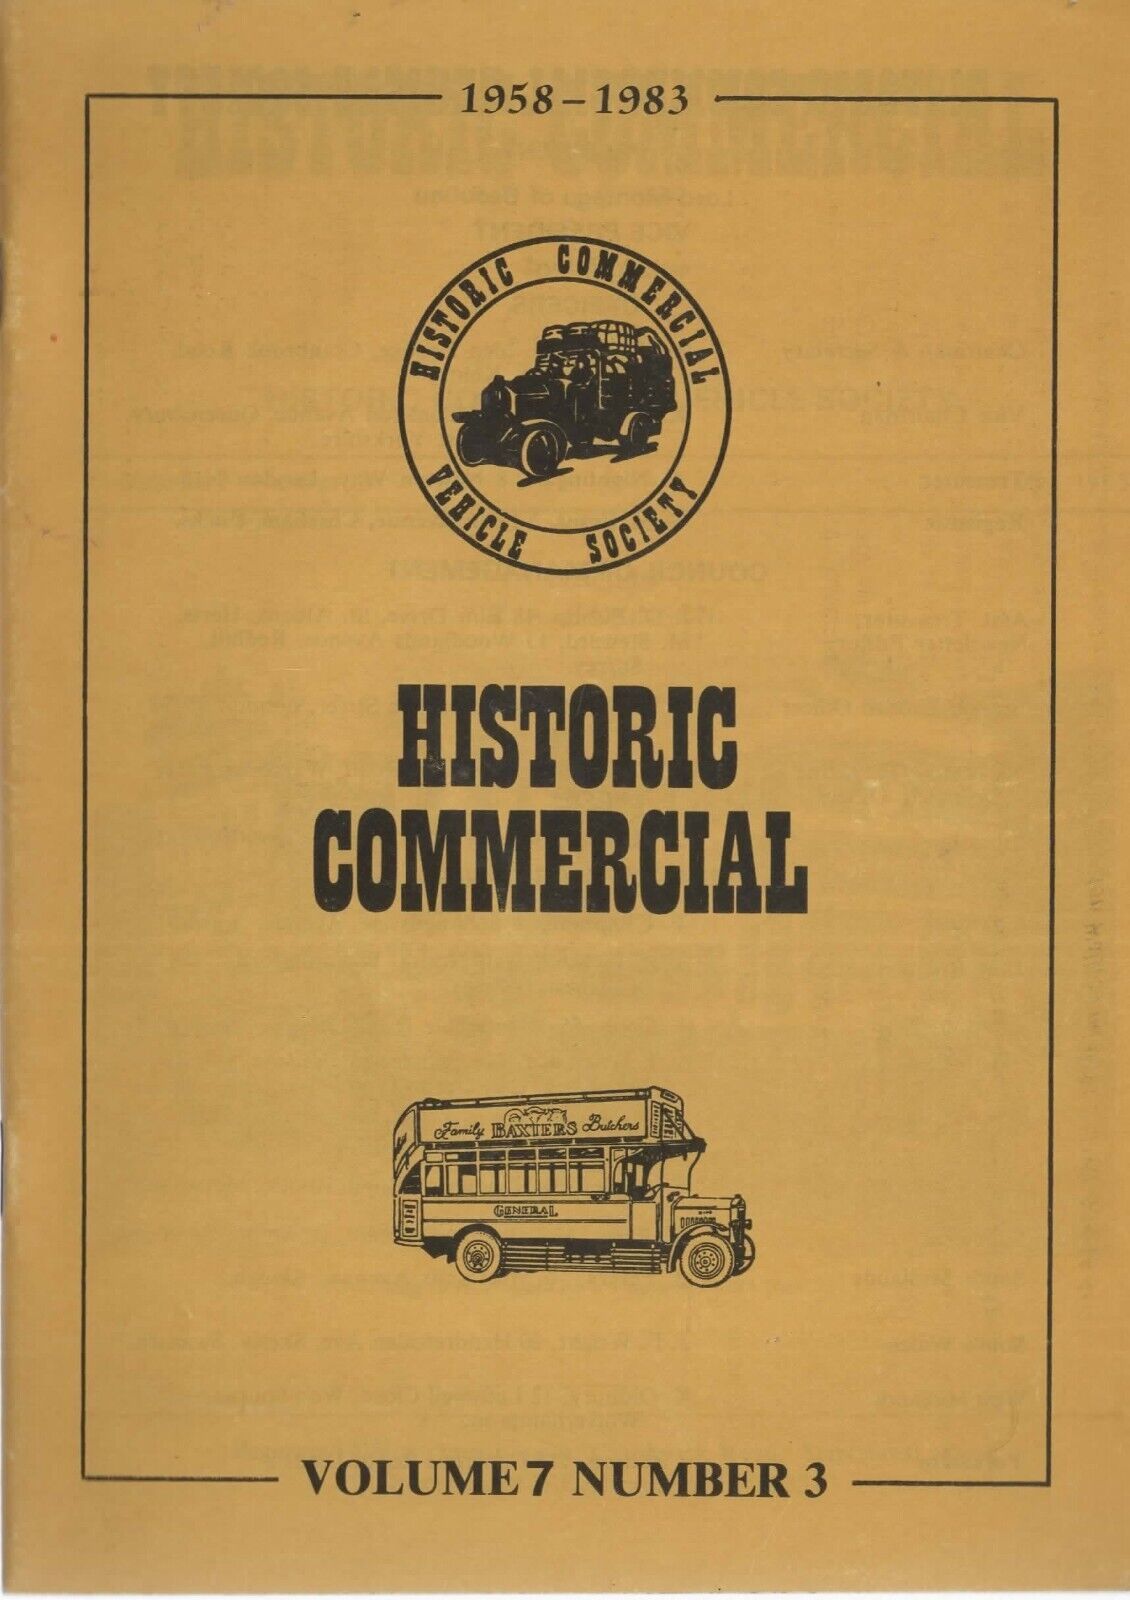 1958 – 1983
HISTORIC COMMERCIAL
VEHICLE SOCIETY
HISTORIC
COMMERCIAL
Family BAXTERS Butchers
GENERAL
VOLUME 7 NUMBER 3